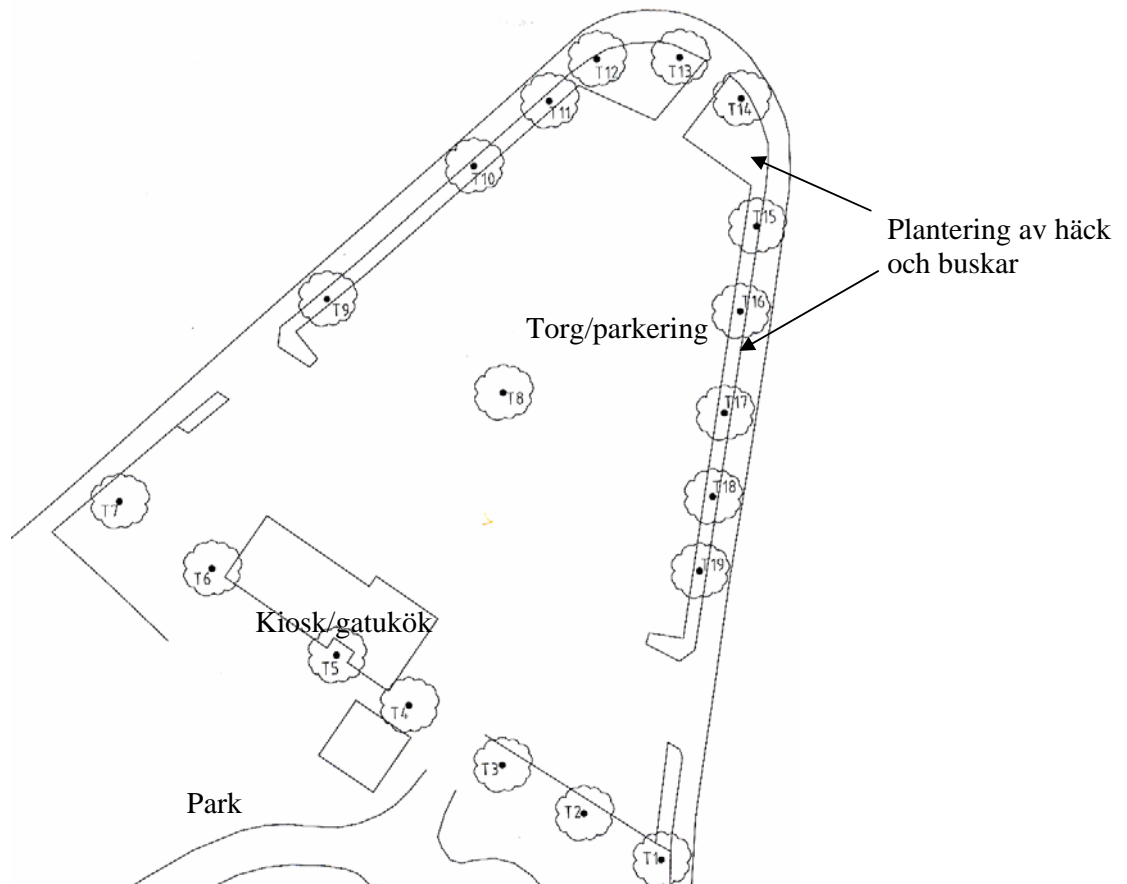 T12
T13
T11
T14
T10
T15
Plantering av häck
och buskar
T9
T16
Torg/parkering
T8
T17
T7
T18
T6
T19
Kiosk/gatukök
T5
T4
T3
Park
T2
T1